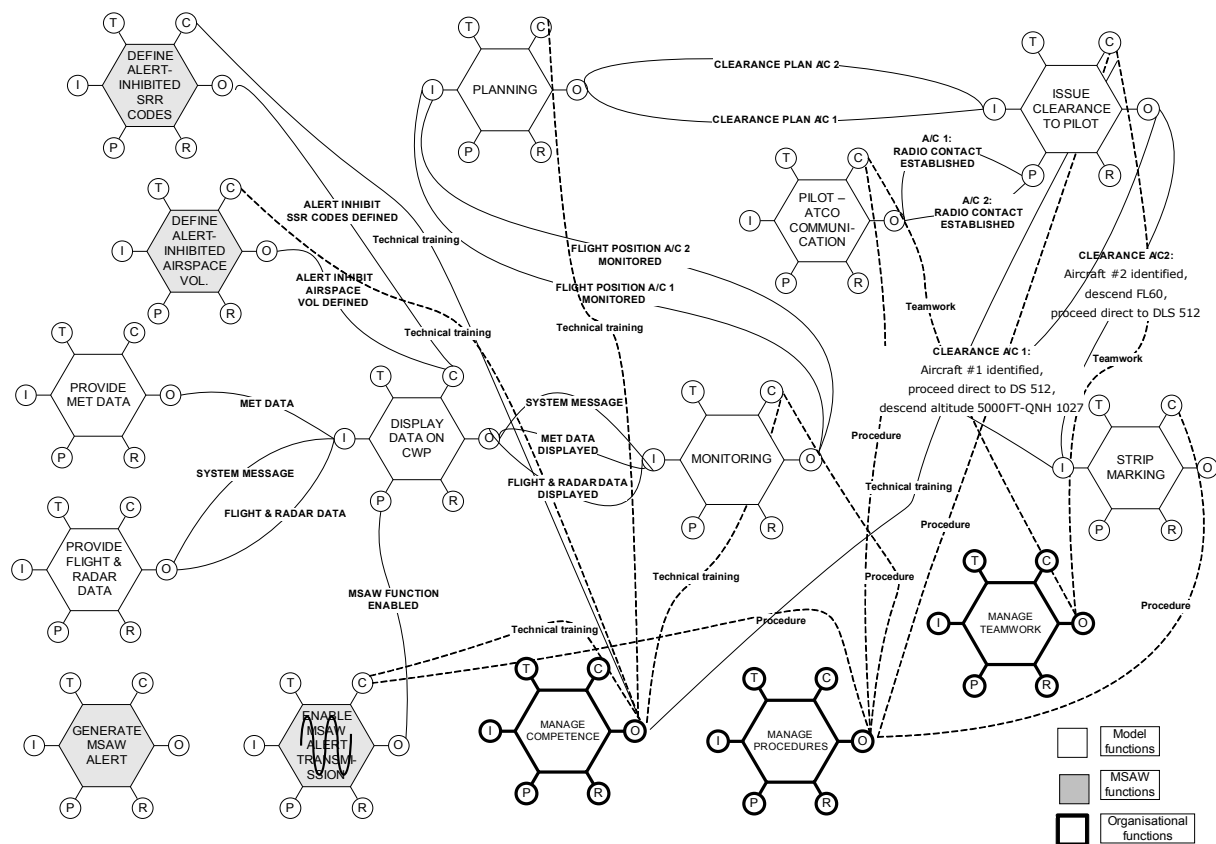 T
C
DEFINE
ALERT-
INHIBITED
SRR
CODES
I
O
P
R
T
C
PLANNING
I
O
P
R
CLEARANCE PLAN A/C 2
CLEARANCE PLAN A/C 1
T
C
ISSUE
CLEARANCE
TO PILOT
I
O
P
R
T
C
DEFINE
ALERT-
INHIBITED
AIRSPACE
VOL.
I
O
P
R
ALERT INHIBIT
SSR CODES DEFINED
Technical training
ALERT INHIBIT
AIRSPACE
VOL DEFINED
FLIGHT POSITION A/C 2
MONITORED
FLIGHT POSITION A/C 1
MONITORED
T
C
PILOT –
ATCO
COMMUNI-
CATION
I
O
P
R
A/C 1:
RADIO CONTACT
ESTABLISHED
A/C 2:
RADIO CONTACT
ESTABLISHED
CLEARANCE A/C2:
Aircraft #2 identified,
descend FL60,
proceed direct to DLS 512
Teamwork
Technical training
Technical training
Teamwork
CLEARANCE A/C 1:
Aircraft #1 identified,
proceed direct to DS 512,
descend altitude 5000FT-QNH 1027
T
C
PROVIDE
MET DATA
I
O
P
R
MET DATA
T
C
DISPLAY
DATA ON
CWP
I
O
P
R
SYSTEM MESSAGE
MET DATA
DISPLAYED
FLIGHT & RADAR DATA
DISPLAYED
T
C
MONITORING
I
O
P
R
Procedure
Technical training
T
C
STRIP
MARKING
I
O
P
R
SYSTEM MESSAGE
FLIGHT & RADAR DATA
T
C
PROVIDE
FLIGHT &
RADAR
DATA
I
O
P
R
MSAW FUNCTION
ENABLED
Procedure
Technical training
Procedure
Procedure
Technical training
Procedure
T
C
MANAGE
TEAMWORK
I
O
P
R
T
C
GENERATE
MSAW
ALERT
I
O
P
R
T
C
ENABLE
MSAW
ALERT
TRANSMI-
SSION
I
O
P
R
T
C
MANAGE
COMPETENCE
I
O
P
R
T
C
MANAGE
PROCEDURES
I
O
P
R
Model
functions
MSAW
functions
Organisational
functions